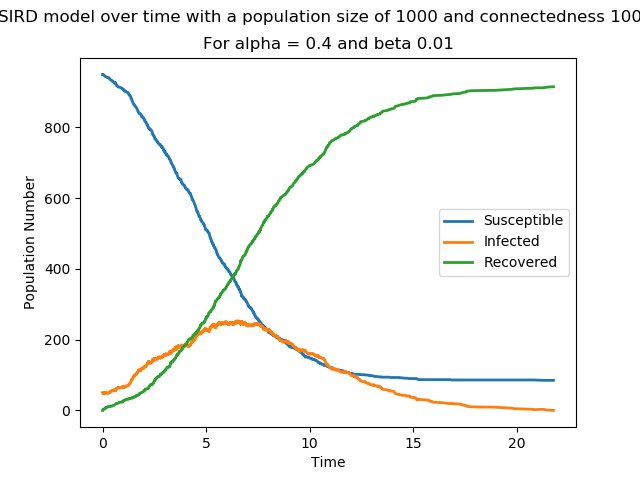 SIRD model over time with a population size of 1000 and connectedness 100
For alpha = 0.4 and beta 0.01
Population Number
800
600
400
200
0
Susceptible
Infected
Recovered
0 5 10 15 20
Time